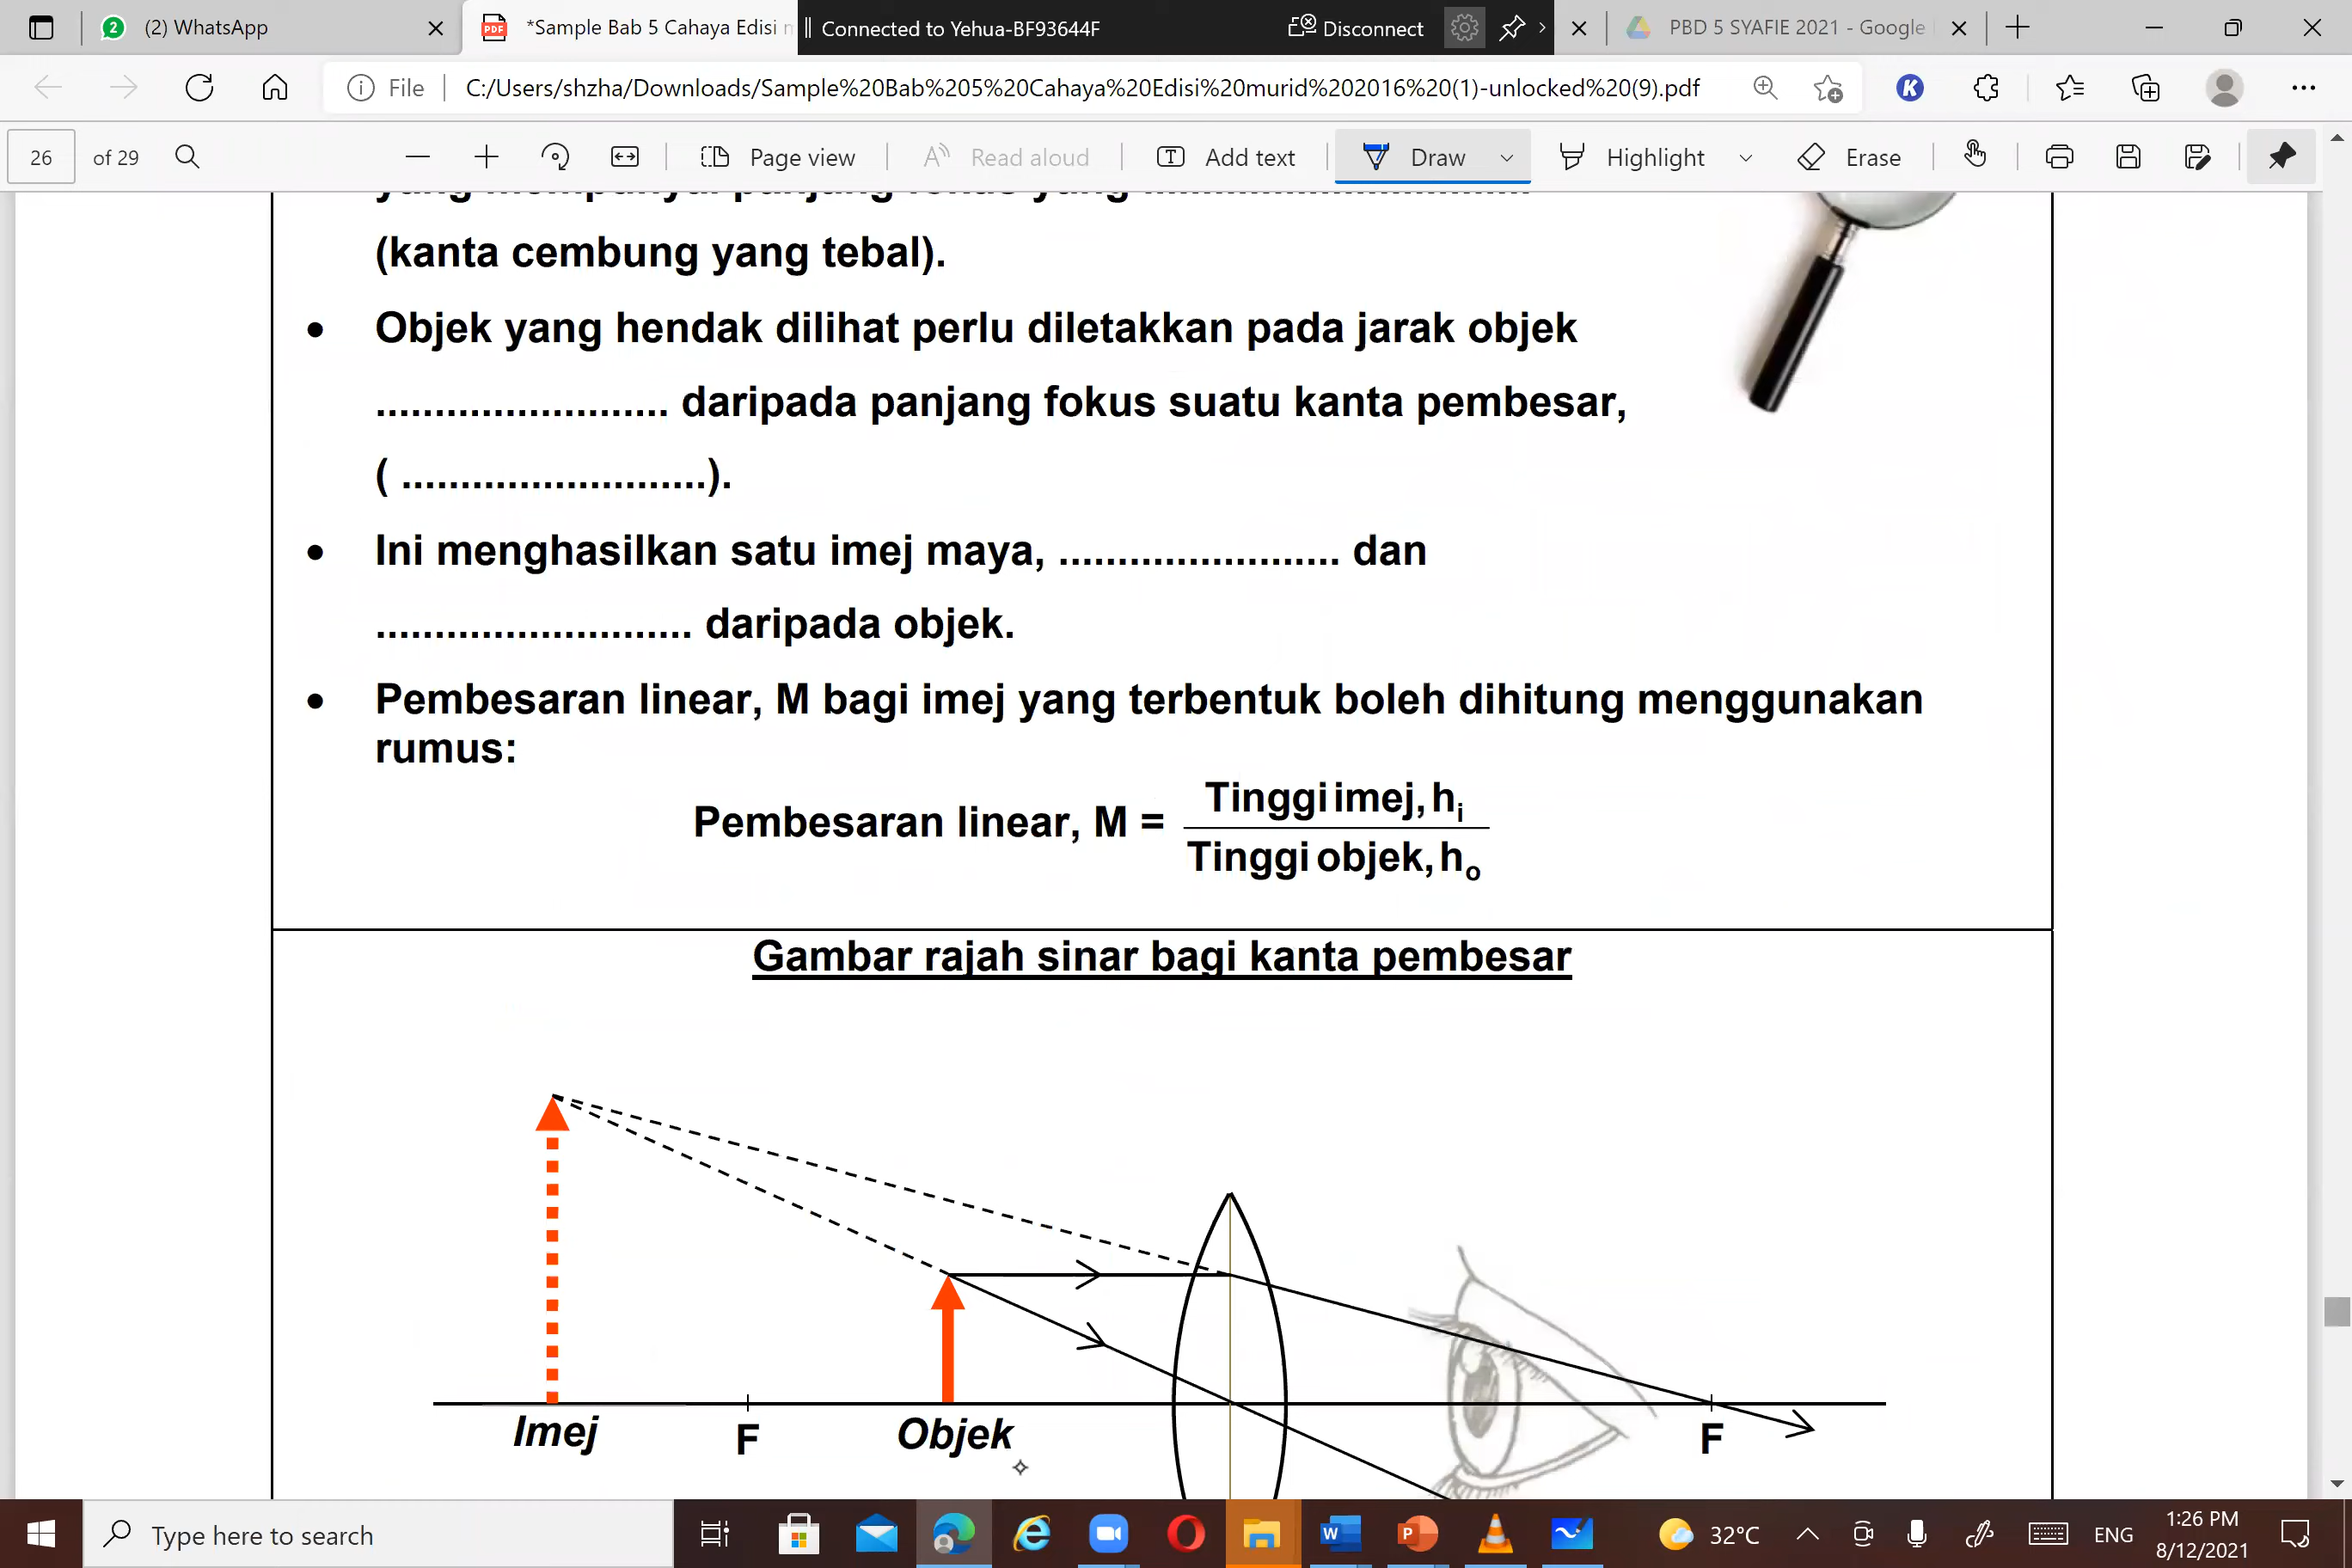 (2) WhatsApp
*Sample Bab 5 Cahaya Edisi
Connected to Yehua-BF93644F
Disconnect
PBD 5 SYAFIE 2021 - Google
File
C:/Users/shzha/Downloads/Sample%20Bab%205%20Cahaya%20Edisi%20murid%202016%20(1)-unlocked%20(9).pdf
26 of 29
Page view
Read aloud
Add text
Draw
Highlight
Erase
yang mempunyai panjang fokus yang ................................
(kanta cembung yang tebal).
• Objek yang hendak dilihat perlu diletakkan pada jarak objek
......................... daripada panjang fokus suatu kanta pembesar,
( ..........................).
• Ini menghasilkan satu imej maya, ........................ dan
........................... daripada objek.
• Pembesaran linear, M bagi imej yang terbentuk boleh dihitung menggunakan
rumus:
Pembesaran linear, M = Tinggi imej, hi
Tinggi objek, ho
Gambar rajah sinar bagi kanta pembesar
Imej
F
Objek
F
Type here to search
32°C
ENG
1:26 PM
8/12/2021